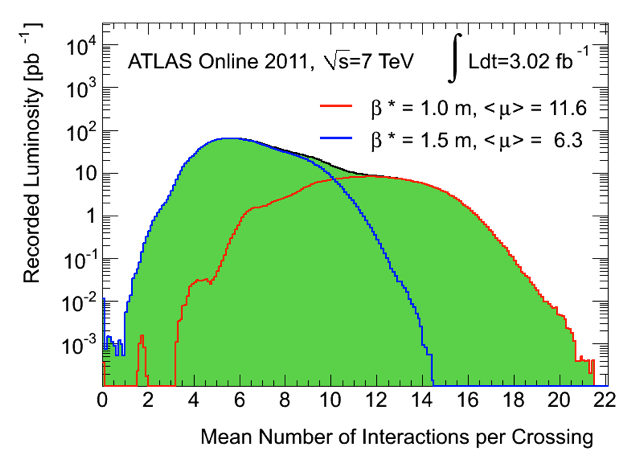 ATLAS Online 2011, √s=7 TeV ∫ Ldt=3.02 fb⁻¹
β * = 1.0 m, <μ> = 11.6
β * = 1.5 m, <μ> = 6.3
Recorded Luminosity [pb⁻¹]
10⁴
10³
10²
10
1
10⁻¹
10⁻²
10⁻³
0 2 4 6 8 10 12 14 16 18 20 22
Mean Number of Interactions per Crossing